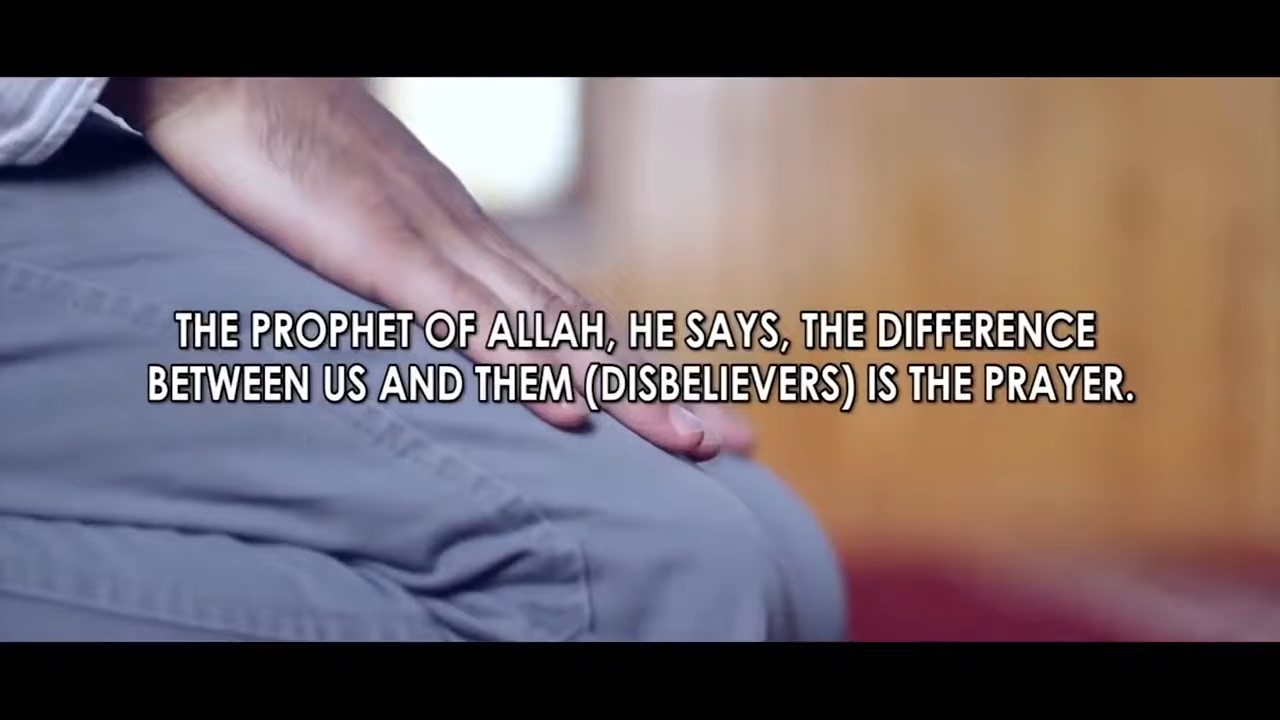 THE PROPHET OF ALLAH, HE SAYS, THE DIFFERENCE
BETWEEN US AND THEM (DISBELIEVERS) IS THE PRAYER.